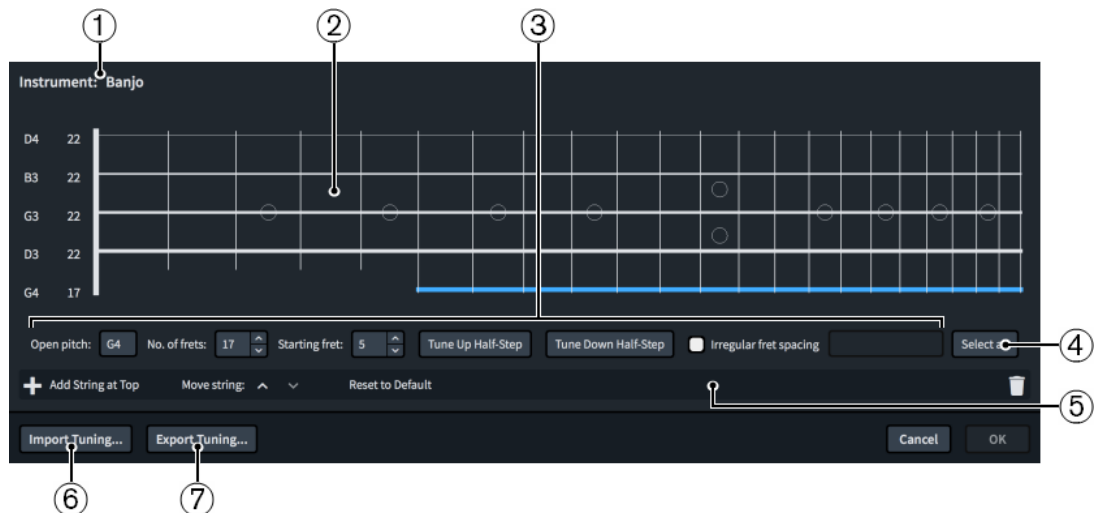 ① ② ③
Instrument: Banjo
D4 22
B3 22
G3 22
D3 22
G4 17
Open pitch: G4 No. of frets: 17 Starting fret: 5 Tune Up Half-Step Tune Down Half-Step Irregular fret spacing Select all ④
Add String at Top Move string: Reset to Default ⑤
Import Tuning... Export Tuning... Cancel OK
⑥ ⑦